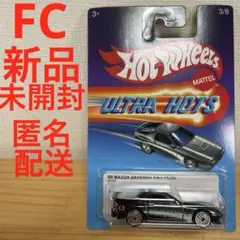 FC
新品
未開封
匿名
配送
3+
3/8
Hot Wheels
MATTEL
ULTRA HOTS
'89 MAZDA SAVANNA RX-7 FC3S